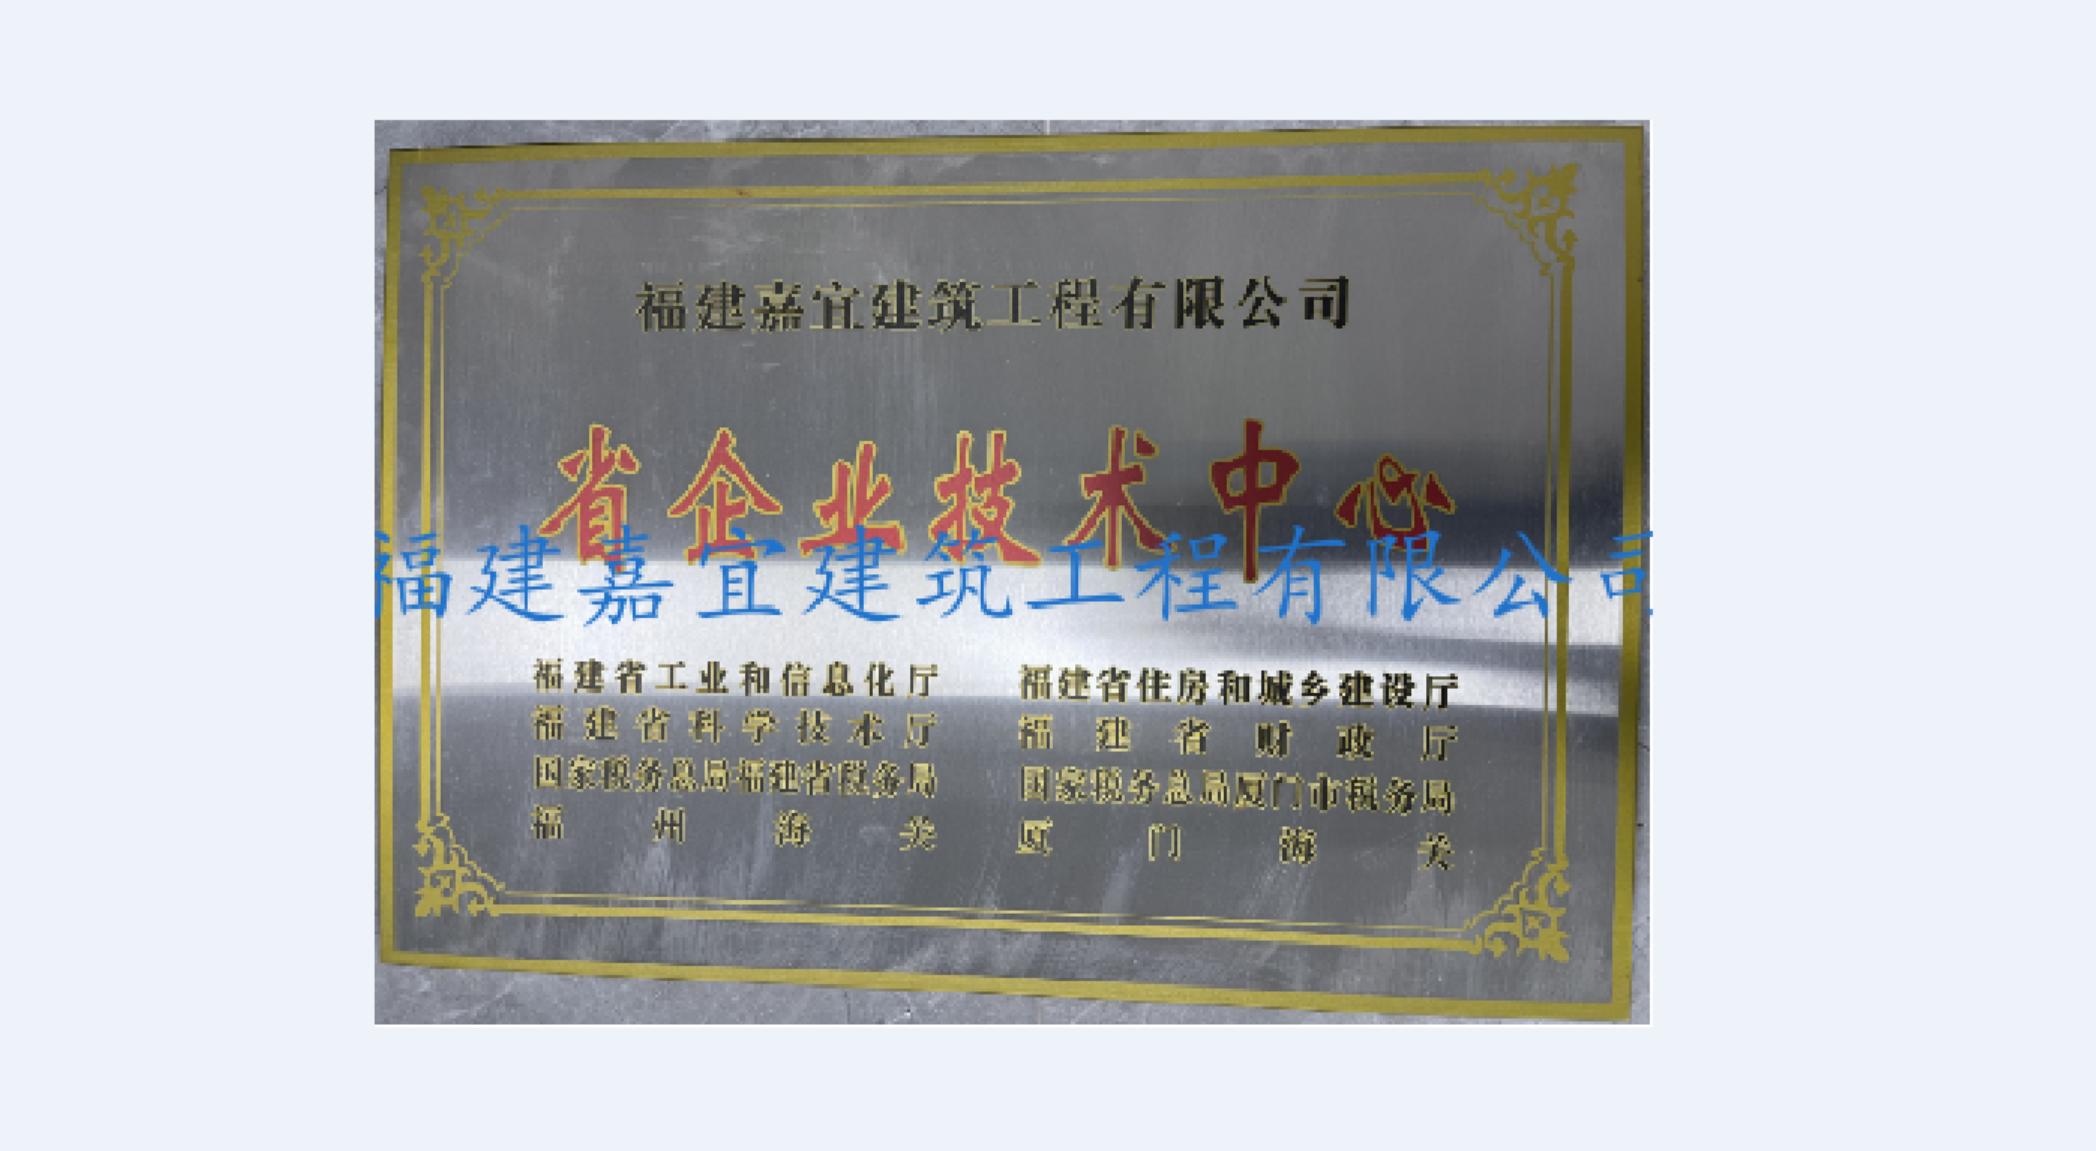 福建嘉宜建筑工程有限公司
省企业技术中心
福建嘉宜建筑工程有限公司
福建省工业和信息化厅 福建省住房和城乡建设厅
福建省科学技术厅 福建省财政厅
国家税务总局福建省税务局 国家税务总局厦门市税务局
福州海关 厦门海关